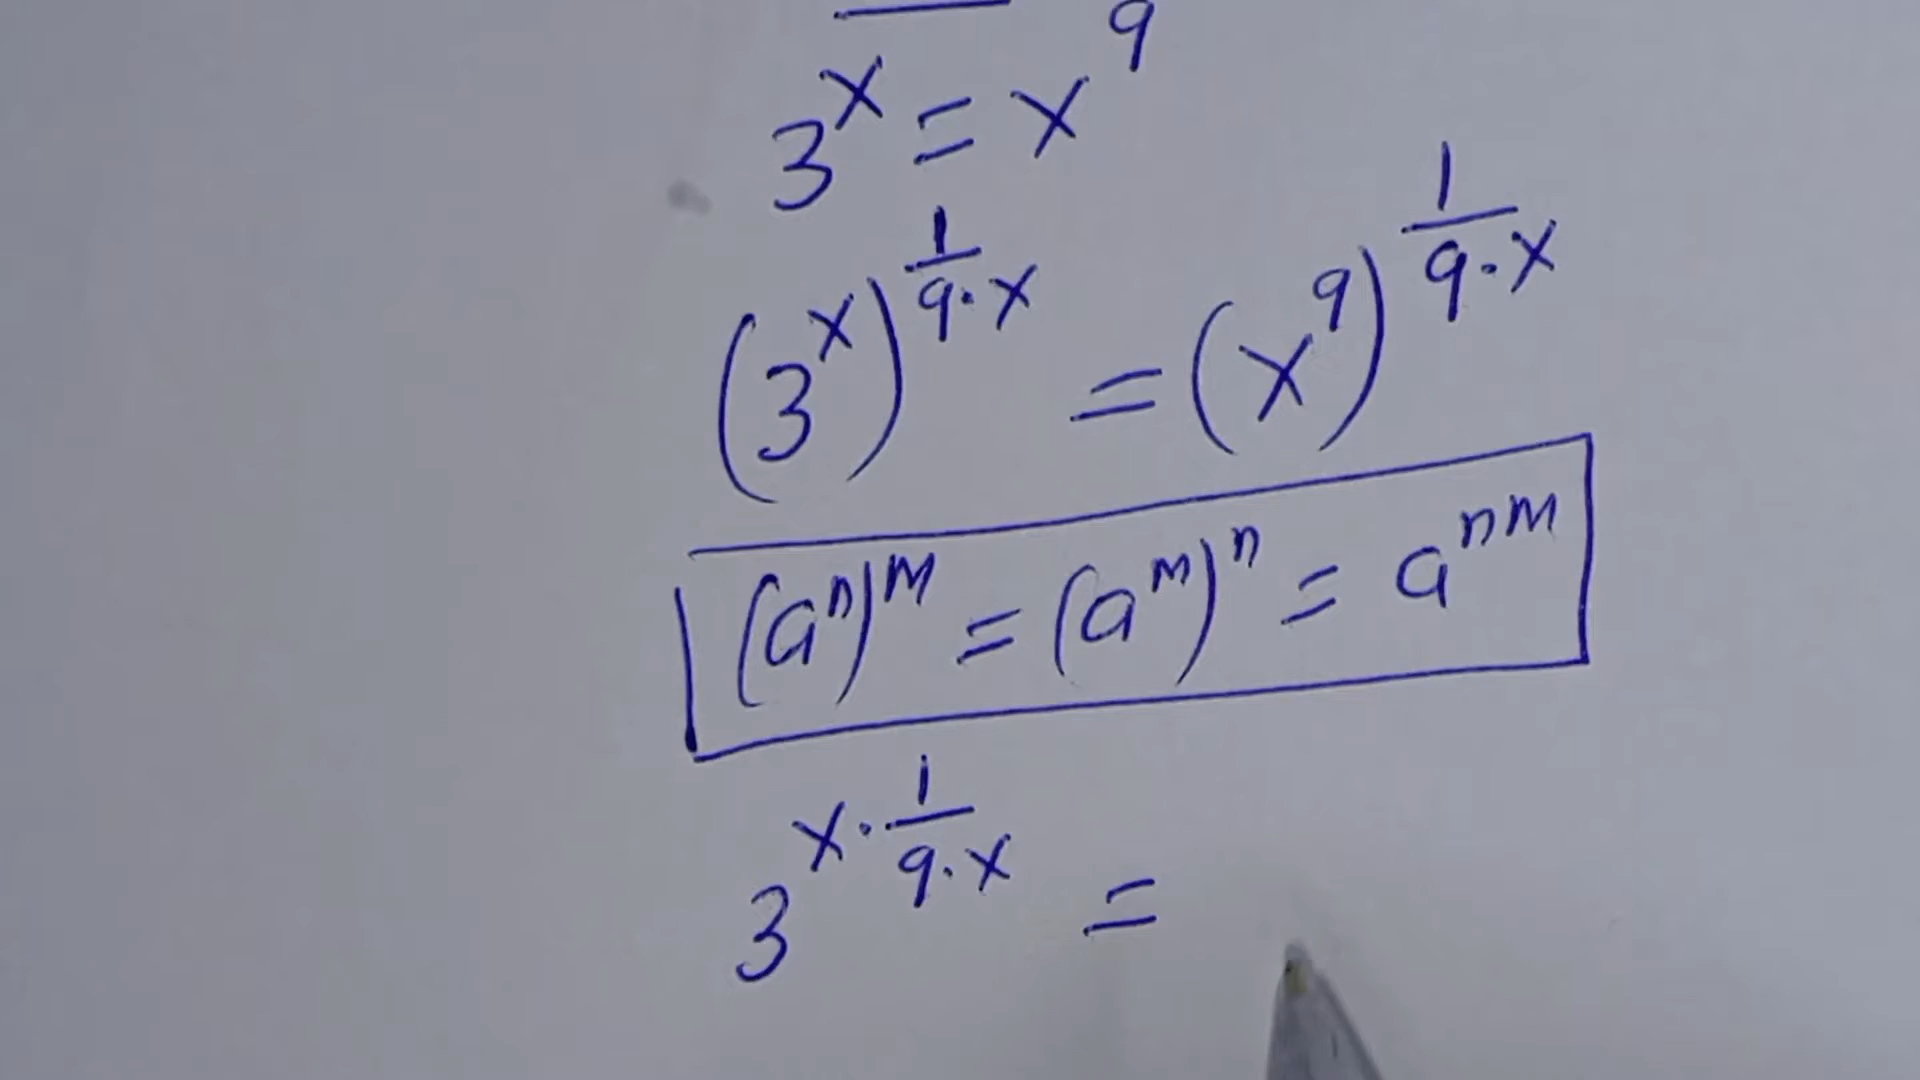 3^x = x^9
(3^x)^(1/(9·x)) = (x^9)^(1/(9·x))
(a^n)^m = (a^m)^n = a^(nm)
3^(x·1/(9·x)) =